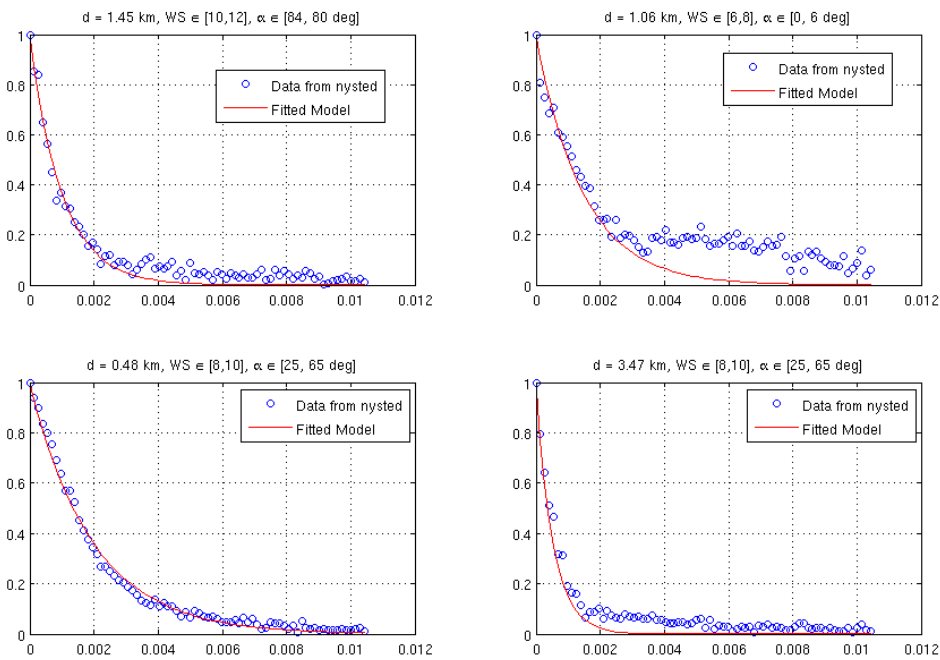 d = 1.45 km, WS ∈ [10,12], α ∈ [84, 80 deg]
1
0.8
0.6
0.4
0.2
0
0 0.002 0.004 0.006 0.008 0.01 0.012
Data from nysted
Fitted Model
d = 1.06 km, WS ∈ [6,8], α ∈ [0, 6 deg]
1
0.8
0.6
0.4
0.2
0
0 0.002 0.004 0.006 0.008 0.01 0.012
Data from nysted
Fitted Model
d = 0.48 km, WS ∈ [8,10], α ∈ [25, 65 deg]
1
0.8
0.6
0.4
0.2
0
0 0.002 0.004 0.006 0.008 0.01 0.012
Data from nysted
Fitted Model
d = 3.47 km, WS ∈ [8,10], α ∈ [25, 65 deg]
1
0.8
0.6
0.4
0.2
0
0 0.002 0.004 0.006 0.008 0.01 0.012
Data from nysted
Fitted Model